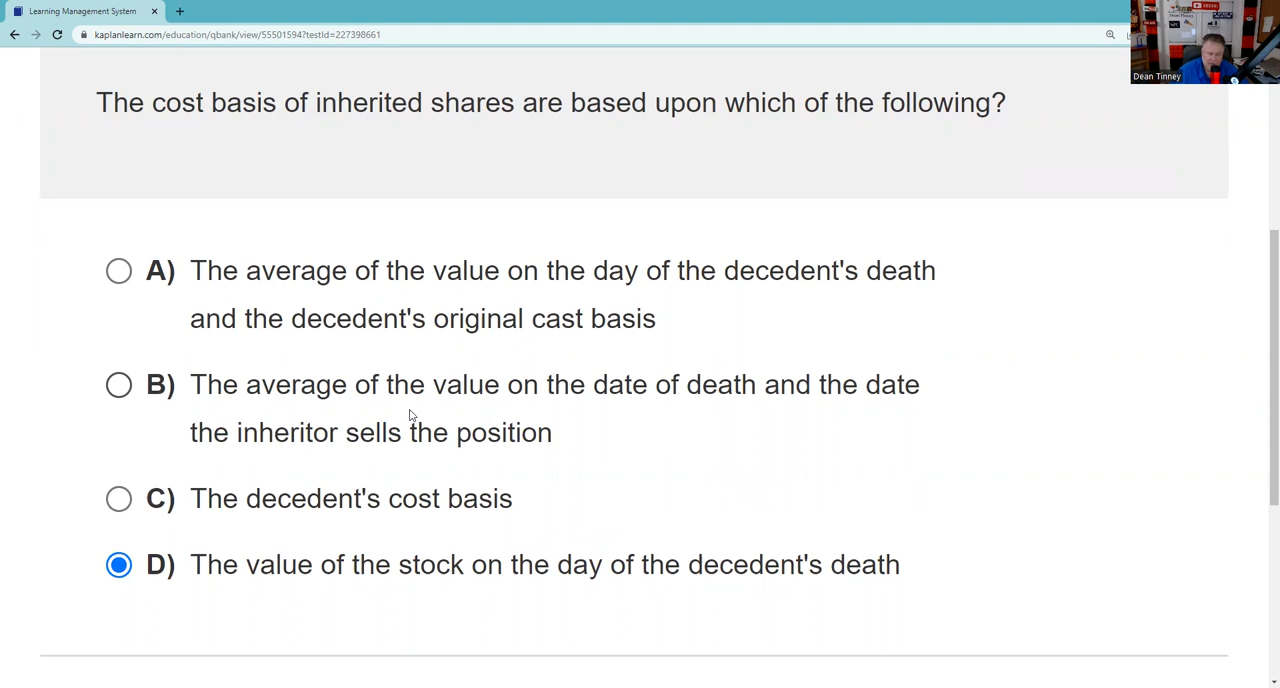 Learning Management System
kaplanlearn.com/education/qbank/view/55501594?testId=227398661
Dean Tinney
The cost basis of inherited shares are based upon which of the following?
A) The average of the value on the day of the decedent's death
and the decedent's original cast basis
B) The average of the value on the date of death and the date
the inheritor sells the position
C) The decedent's cost basis
D) The value of the stock on the day of the decedent's death